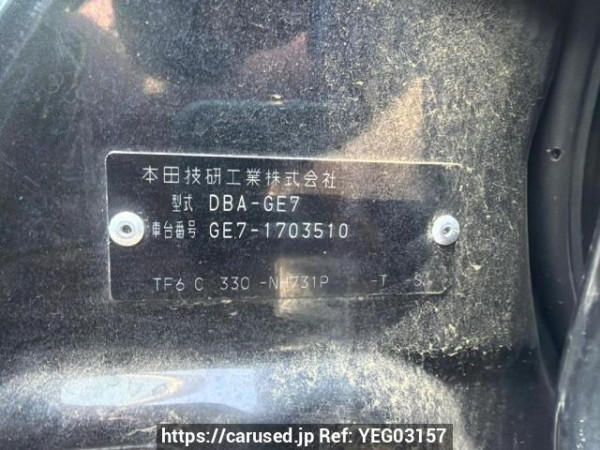 本田技研工業株式会社
型式 DBA-GE7
車台番号 GE7-1703510
TF6 C 330 -NH731P -T -S
https://carused.jp Ref: YEG03157